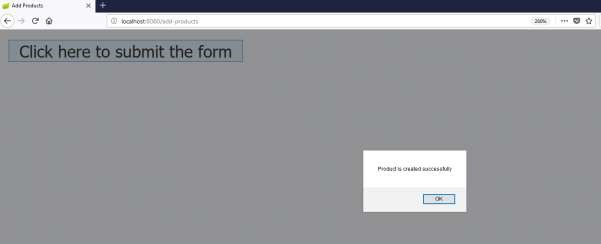 Add Products
localhost:8080/add-products
200%
Click here to submit the form
Product is created successfully
OK